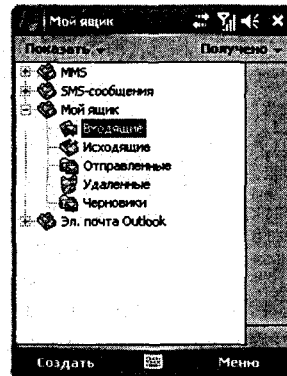 Мой ящик
Показать Получено
MMS
SMS-сообщения
Мой ящик
Входящие
Исходящие
Отправленные
Удаленные
Черновики
Эл. почта Outlook
Создать Меню